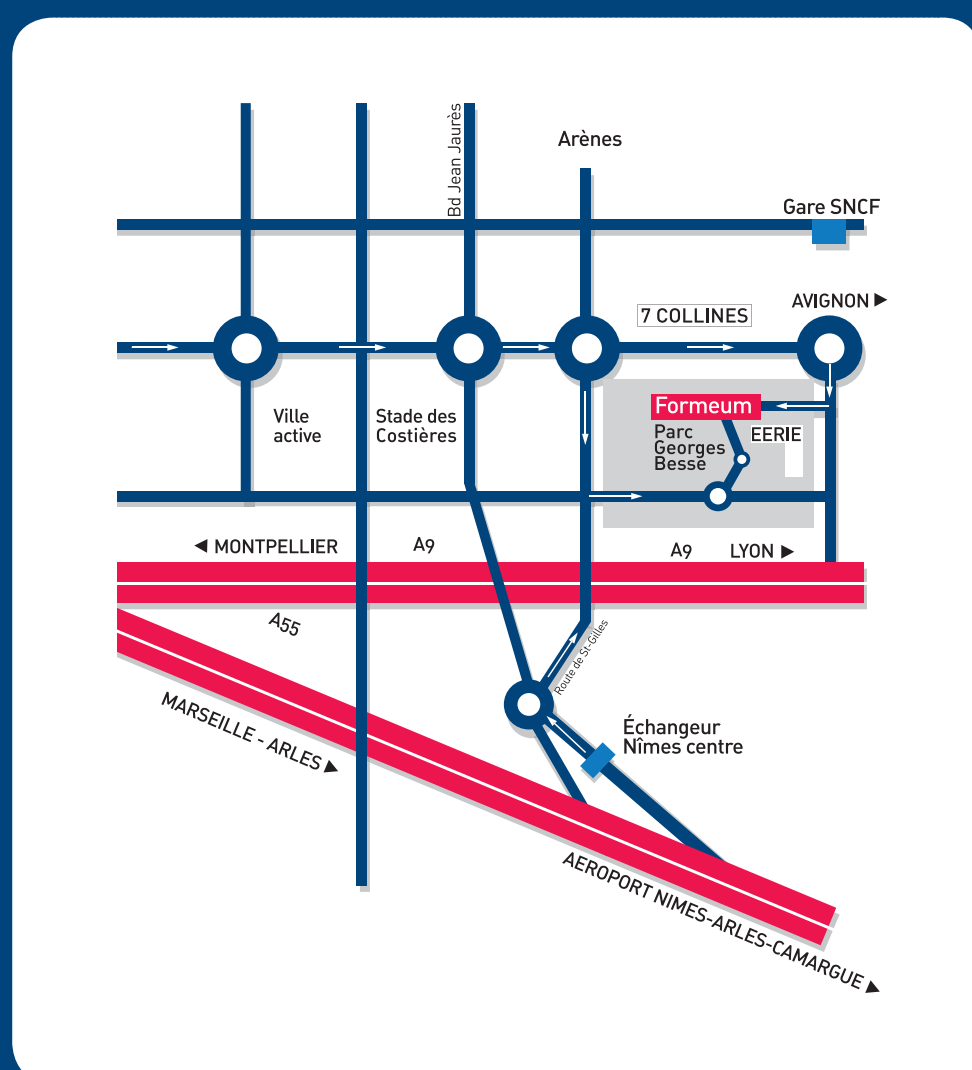 Bd Jean Jaurès
Arènes
Gare SNCF
AVIGNON ▶
7 COLLINES
Ville
active
Stade des
Costières
Formeum
Parc
Georges
Besse
EERIE
◀ MONTPELLIER
A9
A9
LYON ▶
A55
Route de St-Gilles
MARSEILLE - ARLES ▶
Échangeur
Nîmes centre
AEROPORT NIMES-ARLES-CAMARGUE ▶